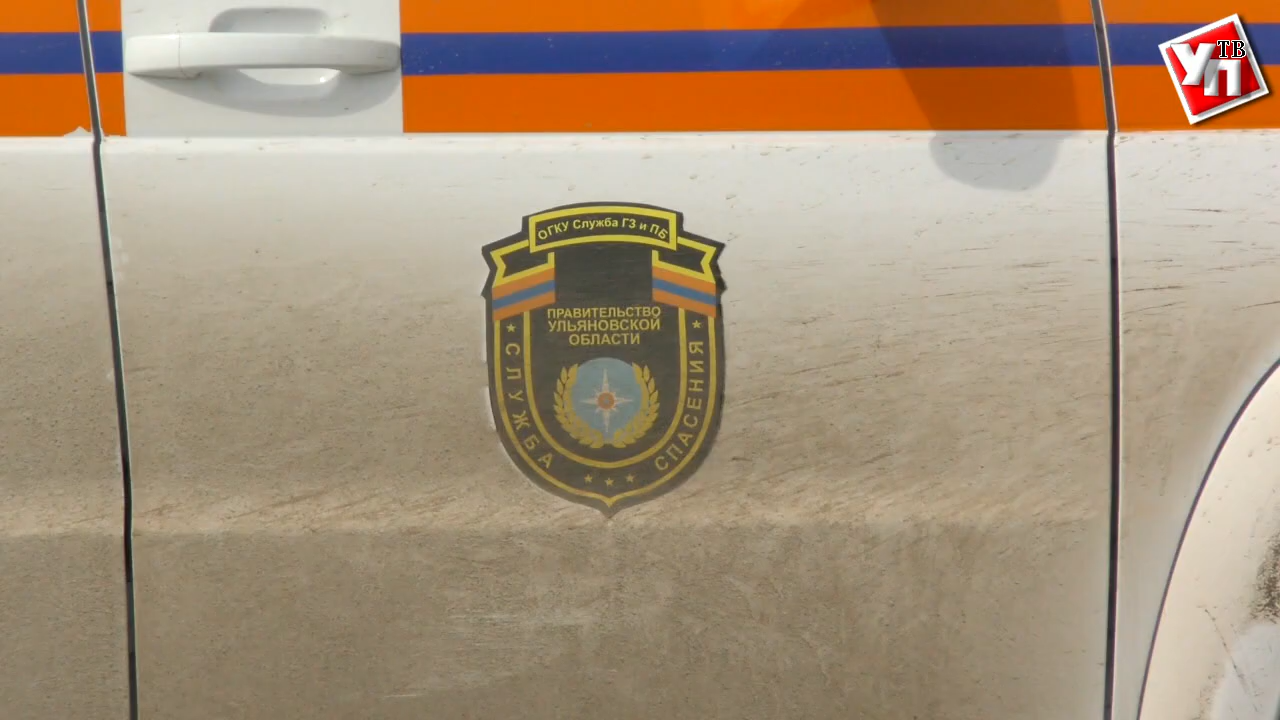 УП ТВ
ОГКУ Служба ГЗ и ПБ
ПРАВИТЕЛЬСТВО
УЛЬЯНОВСКОЙ
ОБЛАСТИ
СЛУЖБА СПАСЕНИЯ